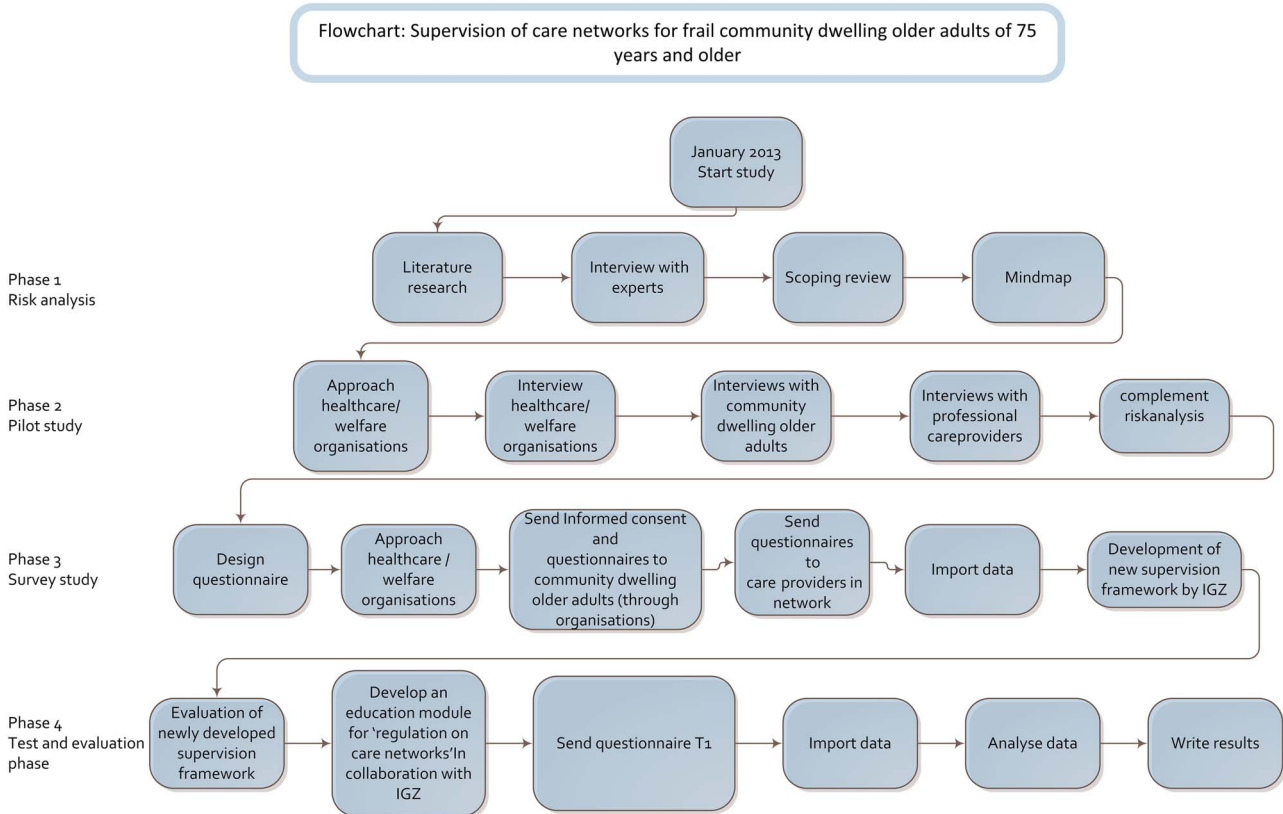 Flowchart: Supervision of care networks for frail community dwelling older adults of 75
years and older
January 2013
Start study
Phase 1
Risk analysis
Literature
research
Interview with
experts
Scoping review
Mindmap
Phase 2
Pilot study
Approach
healthcare/
welfare
organisations
Interview
healthcare/
welfare
organisations
Interviews with
community
dwelling older
adults
Interviews with
professional
careproviders
complement
riskanalysis
Phase 3
Survey study
Design
questionnaire
Approach
healthcare /
welfare
organisations
Send Informed consent
and
questionnaires to
community dwelling
older adults (through
organisations)
Send
questionnaires
to
care providers in
network
Import data
Development of
new supervision
framework by IGZ
Phase 4
Test and evaluation
phase
Evaluation of
newly developed
supervision
framework
Develop an
education module
for ‘regulation on
care networks’In
collaboration with
IGZ
Send questionnaire T1
Import data
Analyse data
Write results